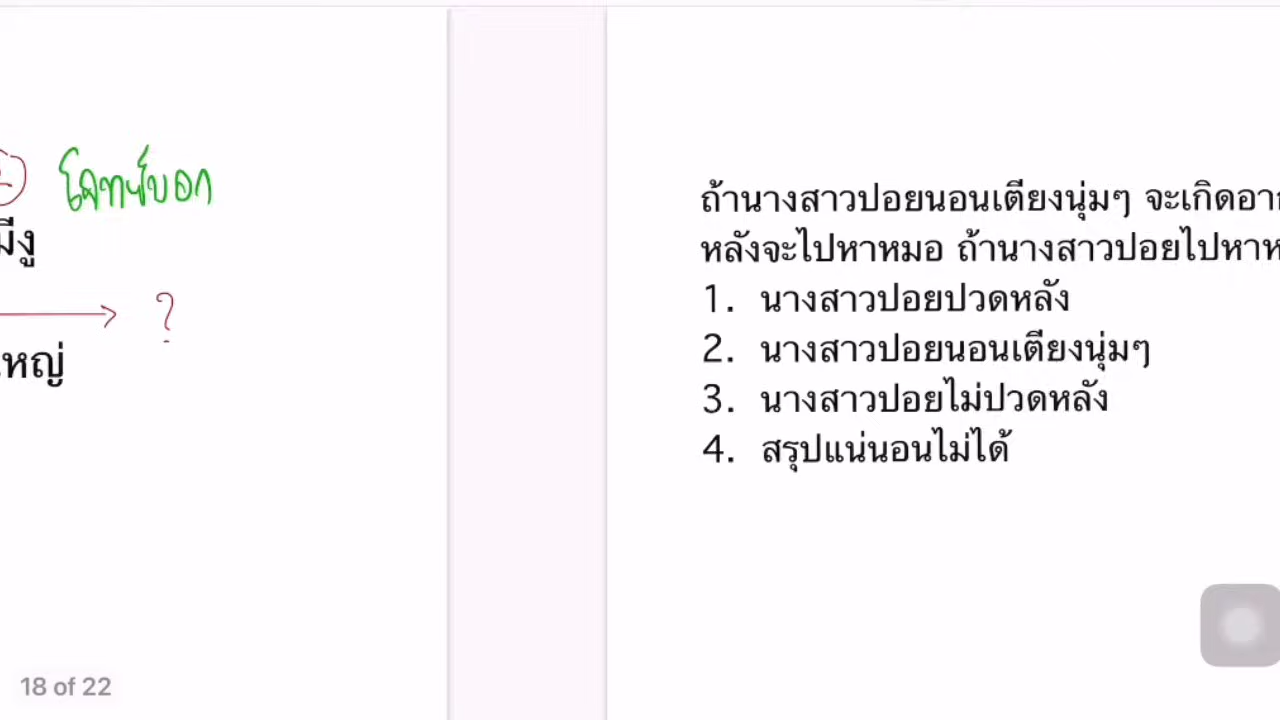 โจทย์บอก
มีงู
?
หญ่
18 of 22
ถ้านางสาวปอยนอนเตียงนุ่มๆ จะเกิดอา
หลังจะไปหาหมอ ถ้านางสาวปอยไปหาห
1. นางสาวปอยปวดหลัง
2. นางสาวปอยนอนเตียงนุ่มๆ
3. นางสาวปอยไม่ปวดหลัง
4. สรุปแน่นอนไม่ได้